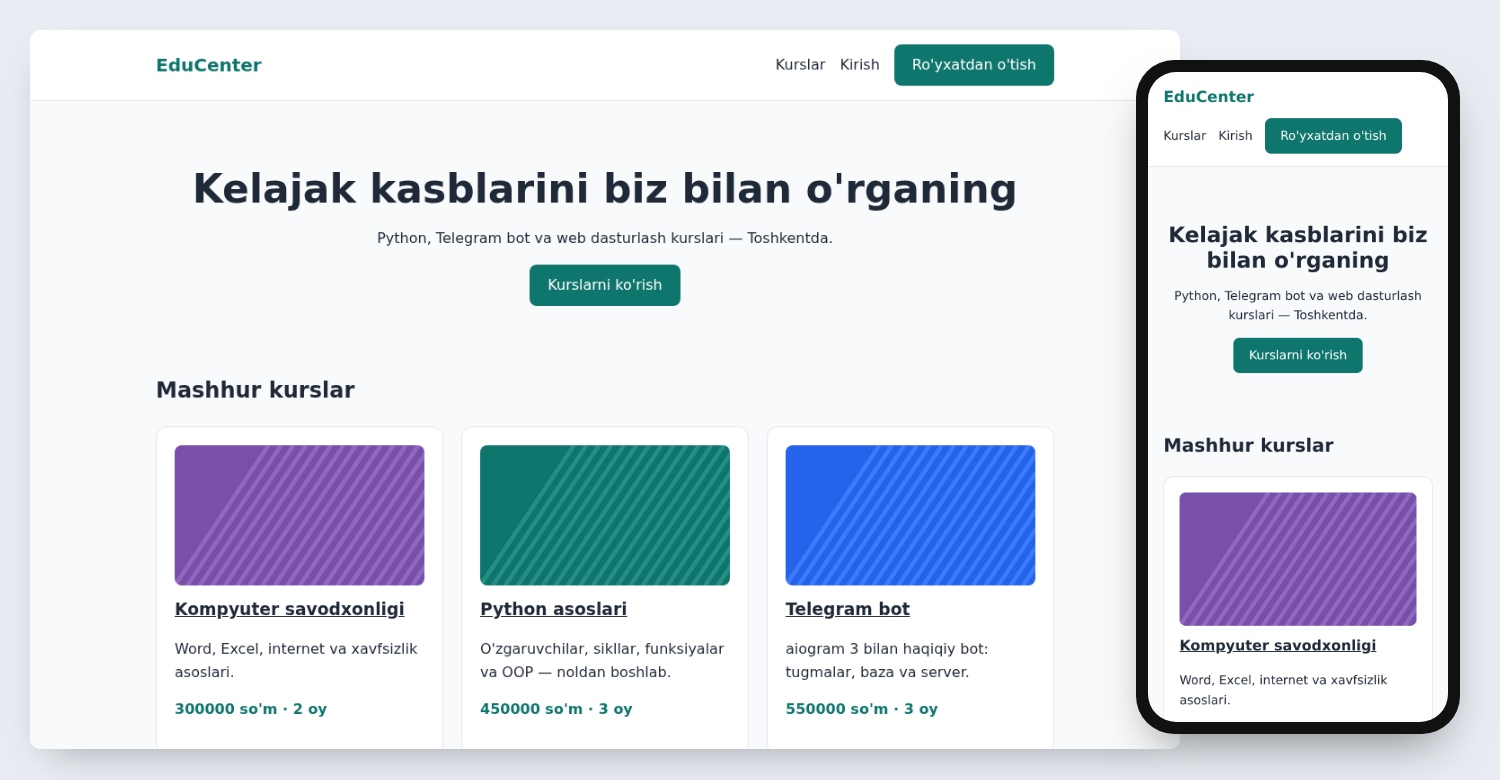 EduCenter
Kurslar Kirish Ro'yxatdan o'tish
Kelajak kasblarini biz bilan o'rganing
Python, Telegram bot va web dasturlash kurslari — Toshkentda.
Kurslarni ko'rish
Mashhur kurslar
Kompyuter savodxonligi
Word, Excel, internet va xavfsizlik
asoslari.
300000 so'm · 2 oy
Python asoslari
O'zgaruvchilar, sikllar, funksiyalar
va OOP — noldan boshlab.
450000 so'm · 3 oy
Telegram bot
aiogram 3 bilan haqiqiy bot:
tugmalar, baza va server.
550000 so'm · 3 oy
EduCenter
Kurslar Kirish Ro'yxatdan o'tish
Kelajak kasblarini biz
bilan o'rganing
Python, Telegram bot va web dasturlash
kurslari — Toshkentda.
Kurslarni ko'rish
Mashhur kurslar
Kompyuter savodxonligi
Word, Excel, internet va xavfsizlik
asoslari.